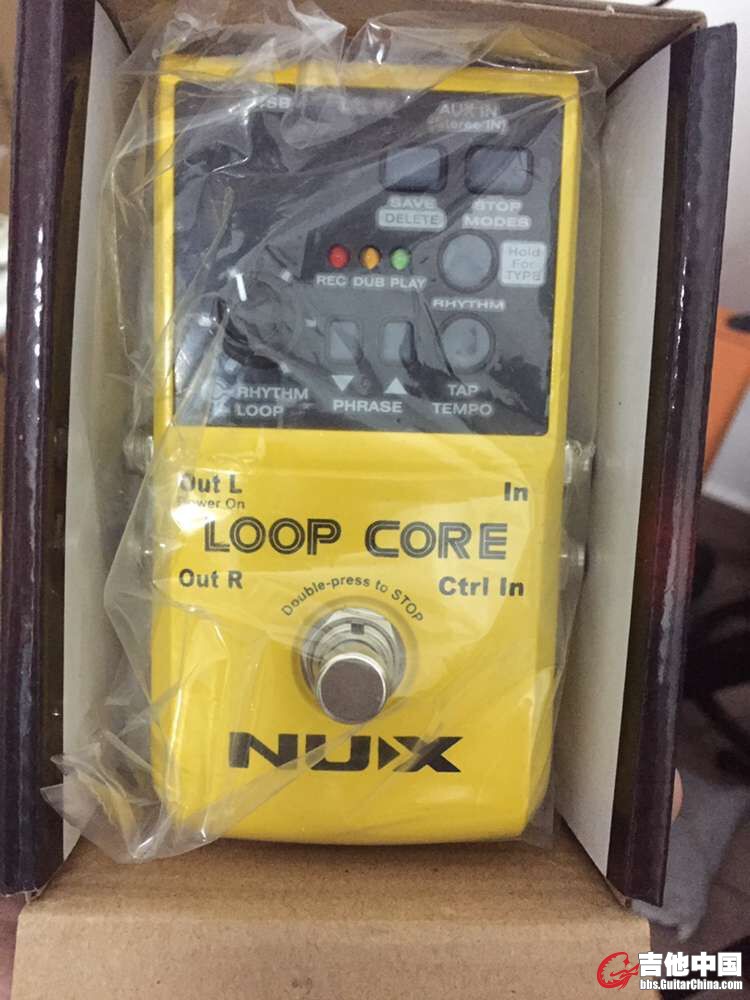 AUX IN
SAVE
DELETE
STOP
MODES
Hold
For
TYPE
REC DUB PLAY
RHYTHM
RHYTHM
LOOP
PHRASE
TAP
TEMPO
Out L
Power On
In
LOOP CORE
Out R
Ctrl In
Double-press to STOP
NUX
吉他中国
bbs.GuitarChina.com